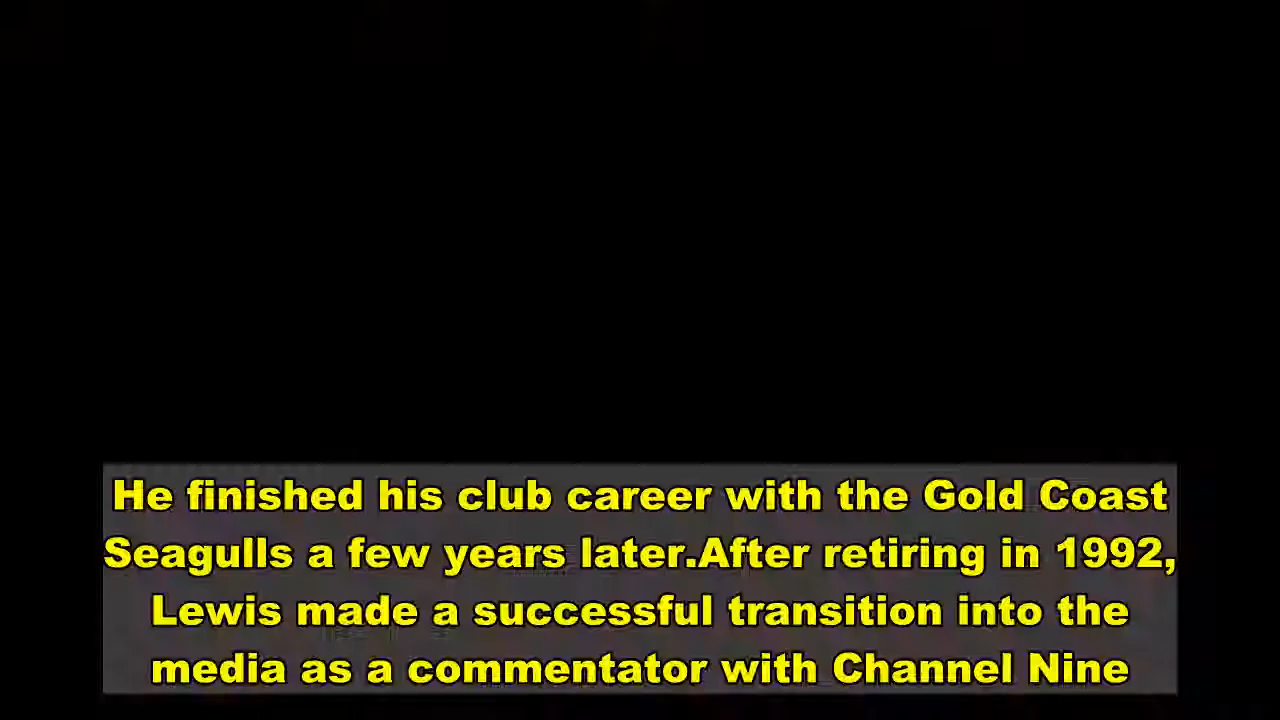 He finished his club career with the Gold Coast
Seagulls a few years later.After retiring in 1992,
Lewis made a successful transition into the
media as a commentator with Channel Nine